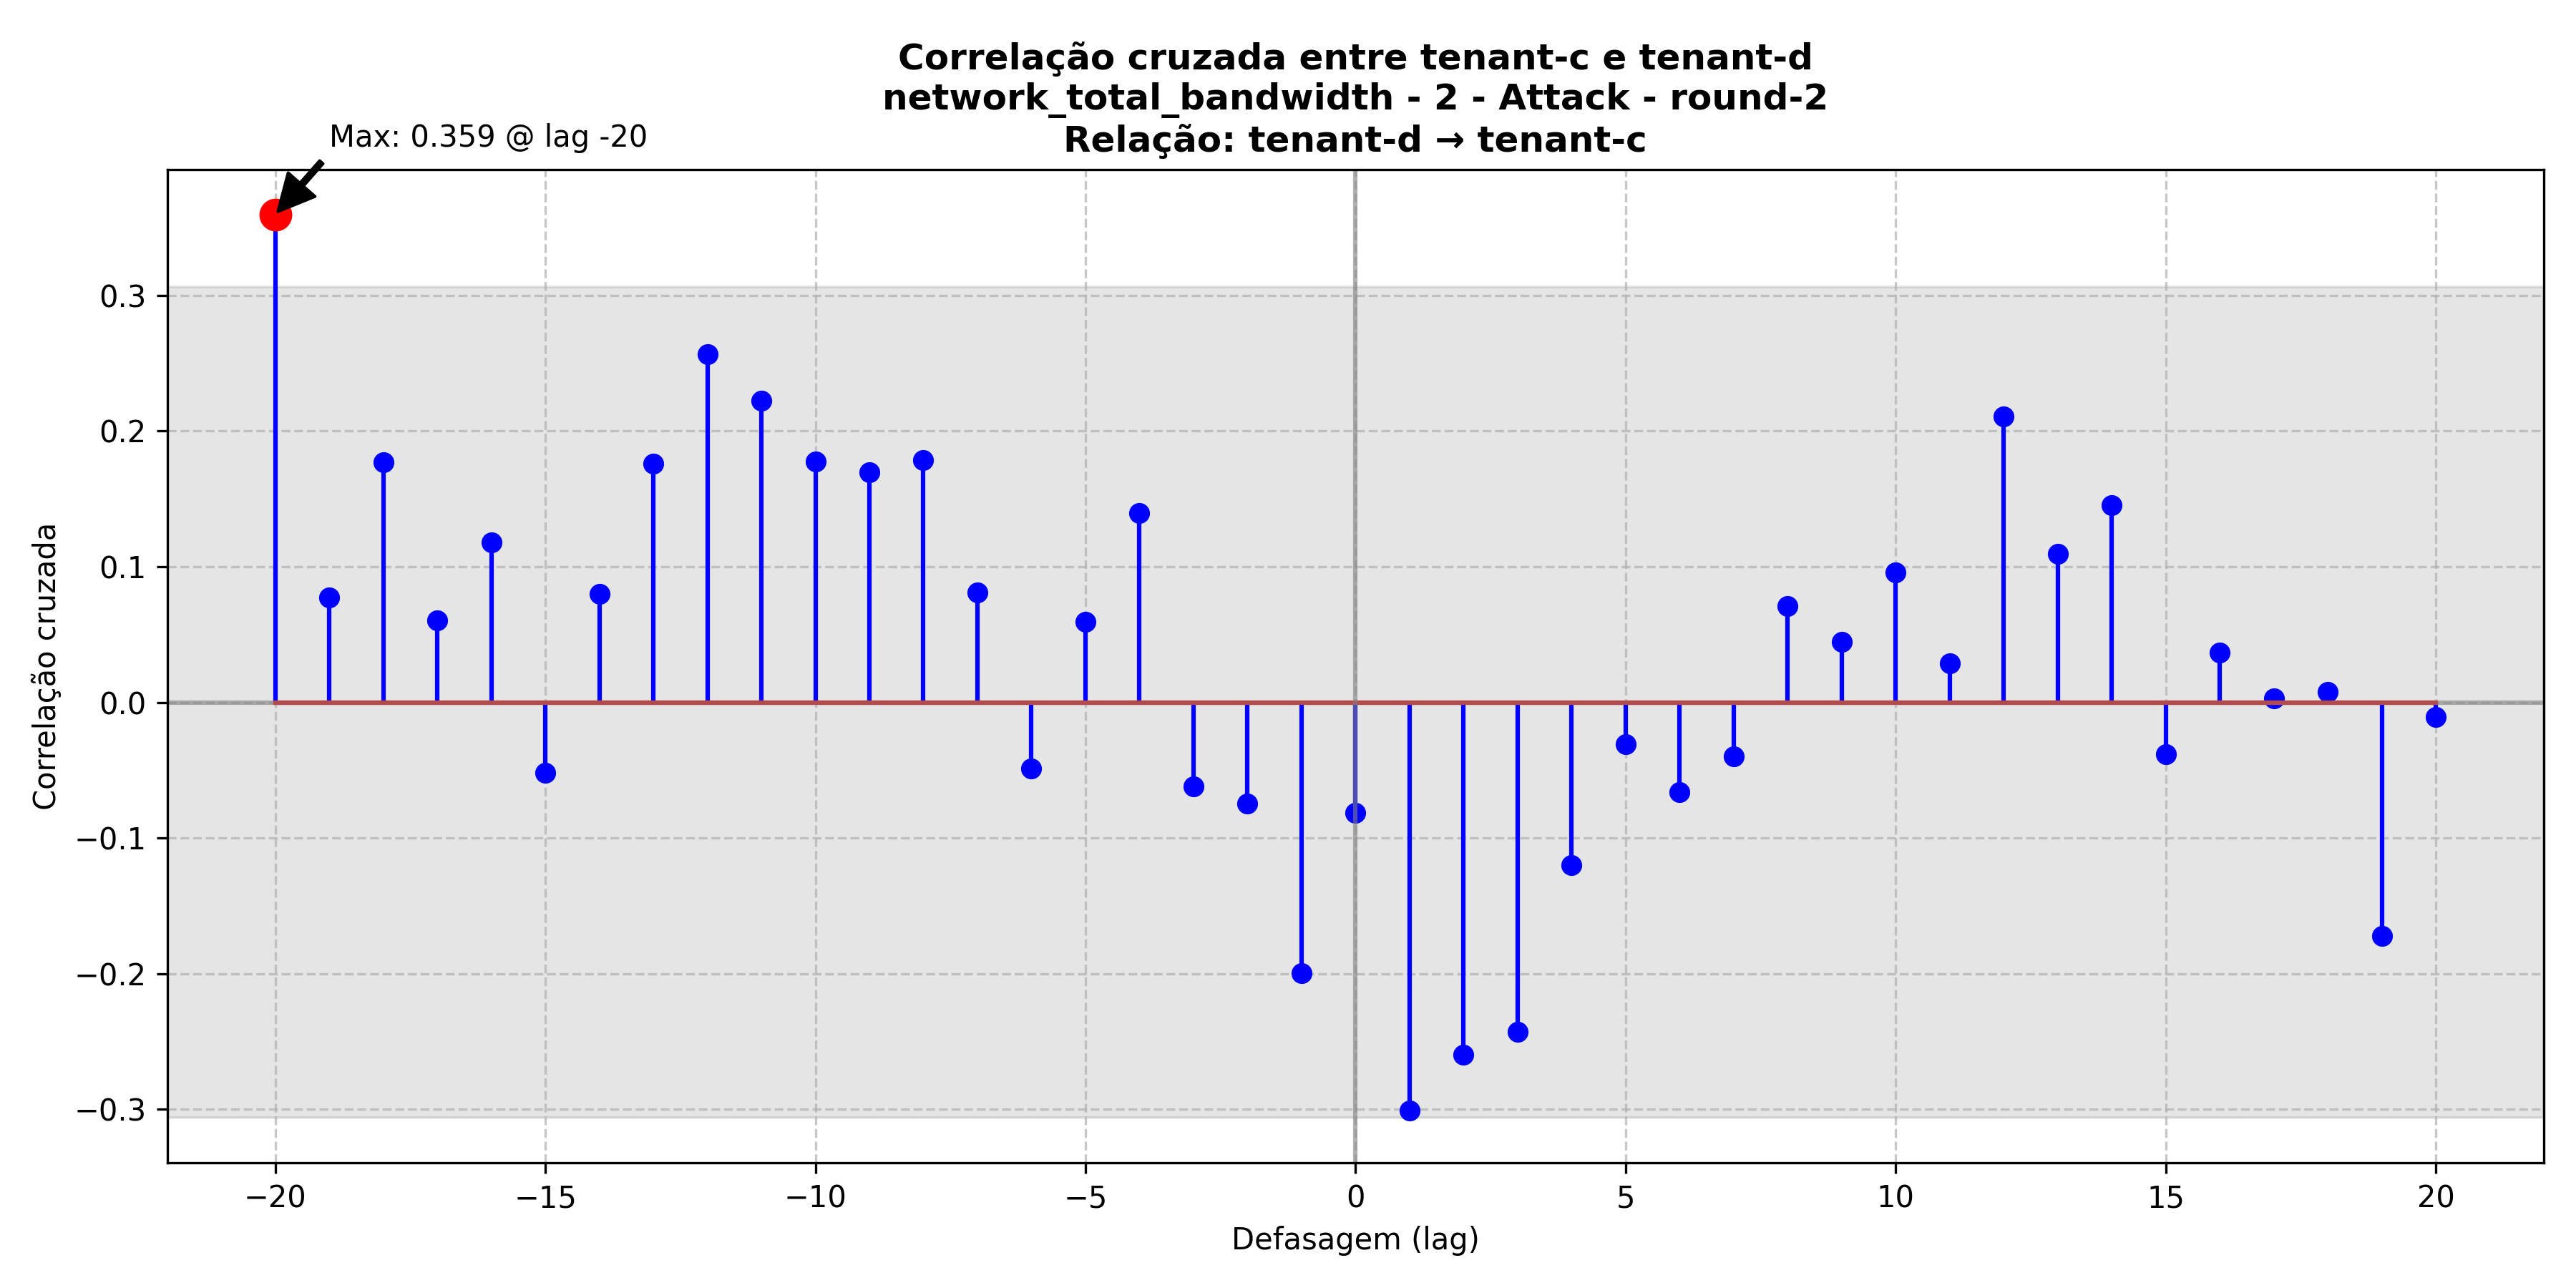 Correlação cruzada entre tenant-c e tenant-d
network_total_bandwidth - 2 - Attack - round-2
Relação: tenant-d → tenant-c
Max: 0.359 @ lag -20
Correlação cruzada
0.3
0.2
0.1
0.0
−0.1
−0.2
−0.3
−20 −15 −10 −5 0 5 10 15 20
Defasagem (lag)